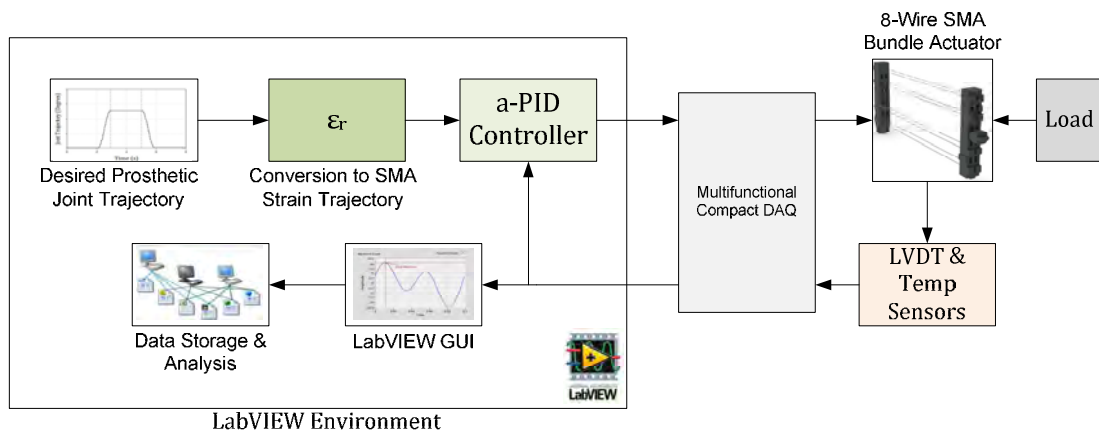 8-Wire SMA
Bundle Actuator
εr
a-PID
Controller
Load
Desired Prosthetic
Joint Trajectory
Conversion to SMA
Strain Trajectory
Multifunctional
Compact DAQ
LVDT &
Temp
Sensors
Data Storage &
Analysis
LabVIEW GUI
LabVIEW
LabVIEW Environment